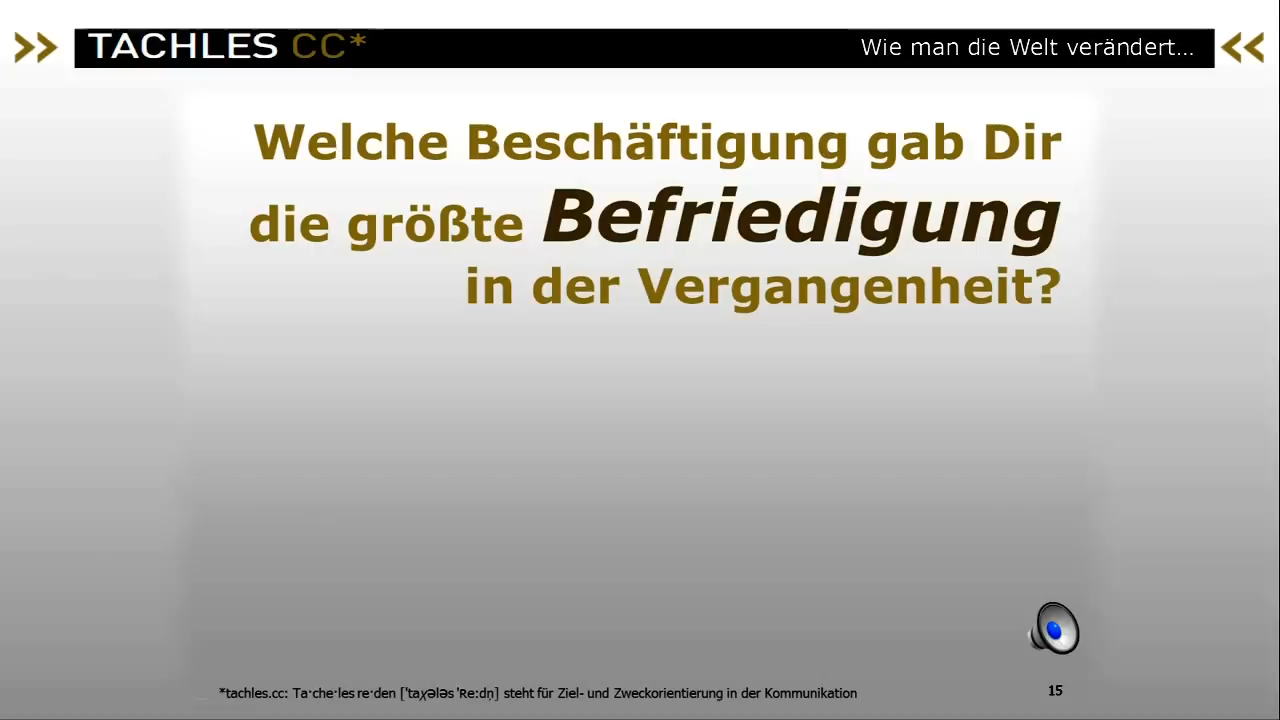 TACHLES CC*
Wie man die Welt verändert...
Welche Beschäftigung gab Dir
die größte Befriedigung
in der Vergangenheit?
*tachles.cc: Ta·che·les re·den ['taχələs 'Re:dn̩] steht für Ziel- und Zweckorientierung in der Kommunikation
15